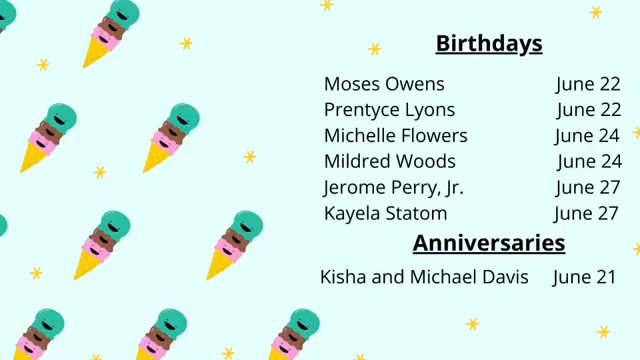 Birthdays
Moses Owens June 22
Prentyce Lyons June 22
Michelle Flowers June 24
Mildred Woods June 24
Jerome Perry, Jr. June 27
Kayela Statom June 27
Anniversaries
Kisha and Michael Davis June 21